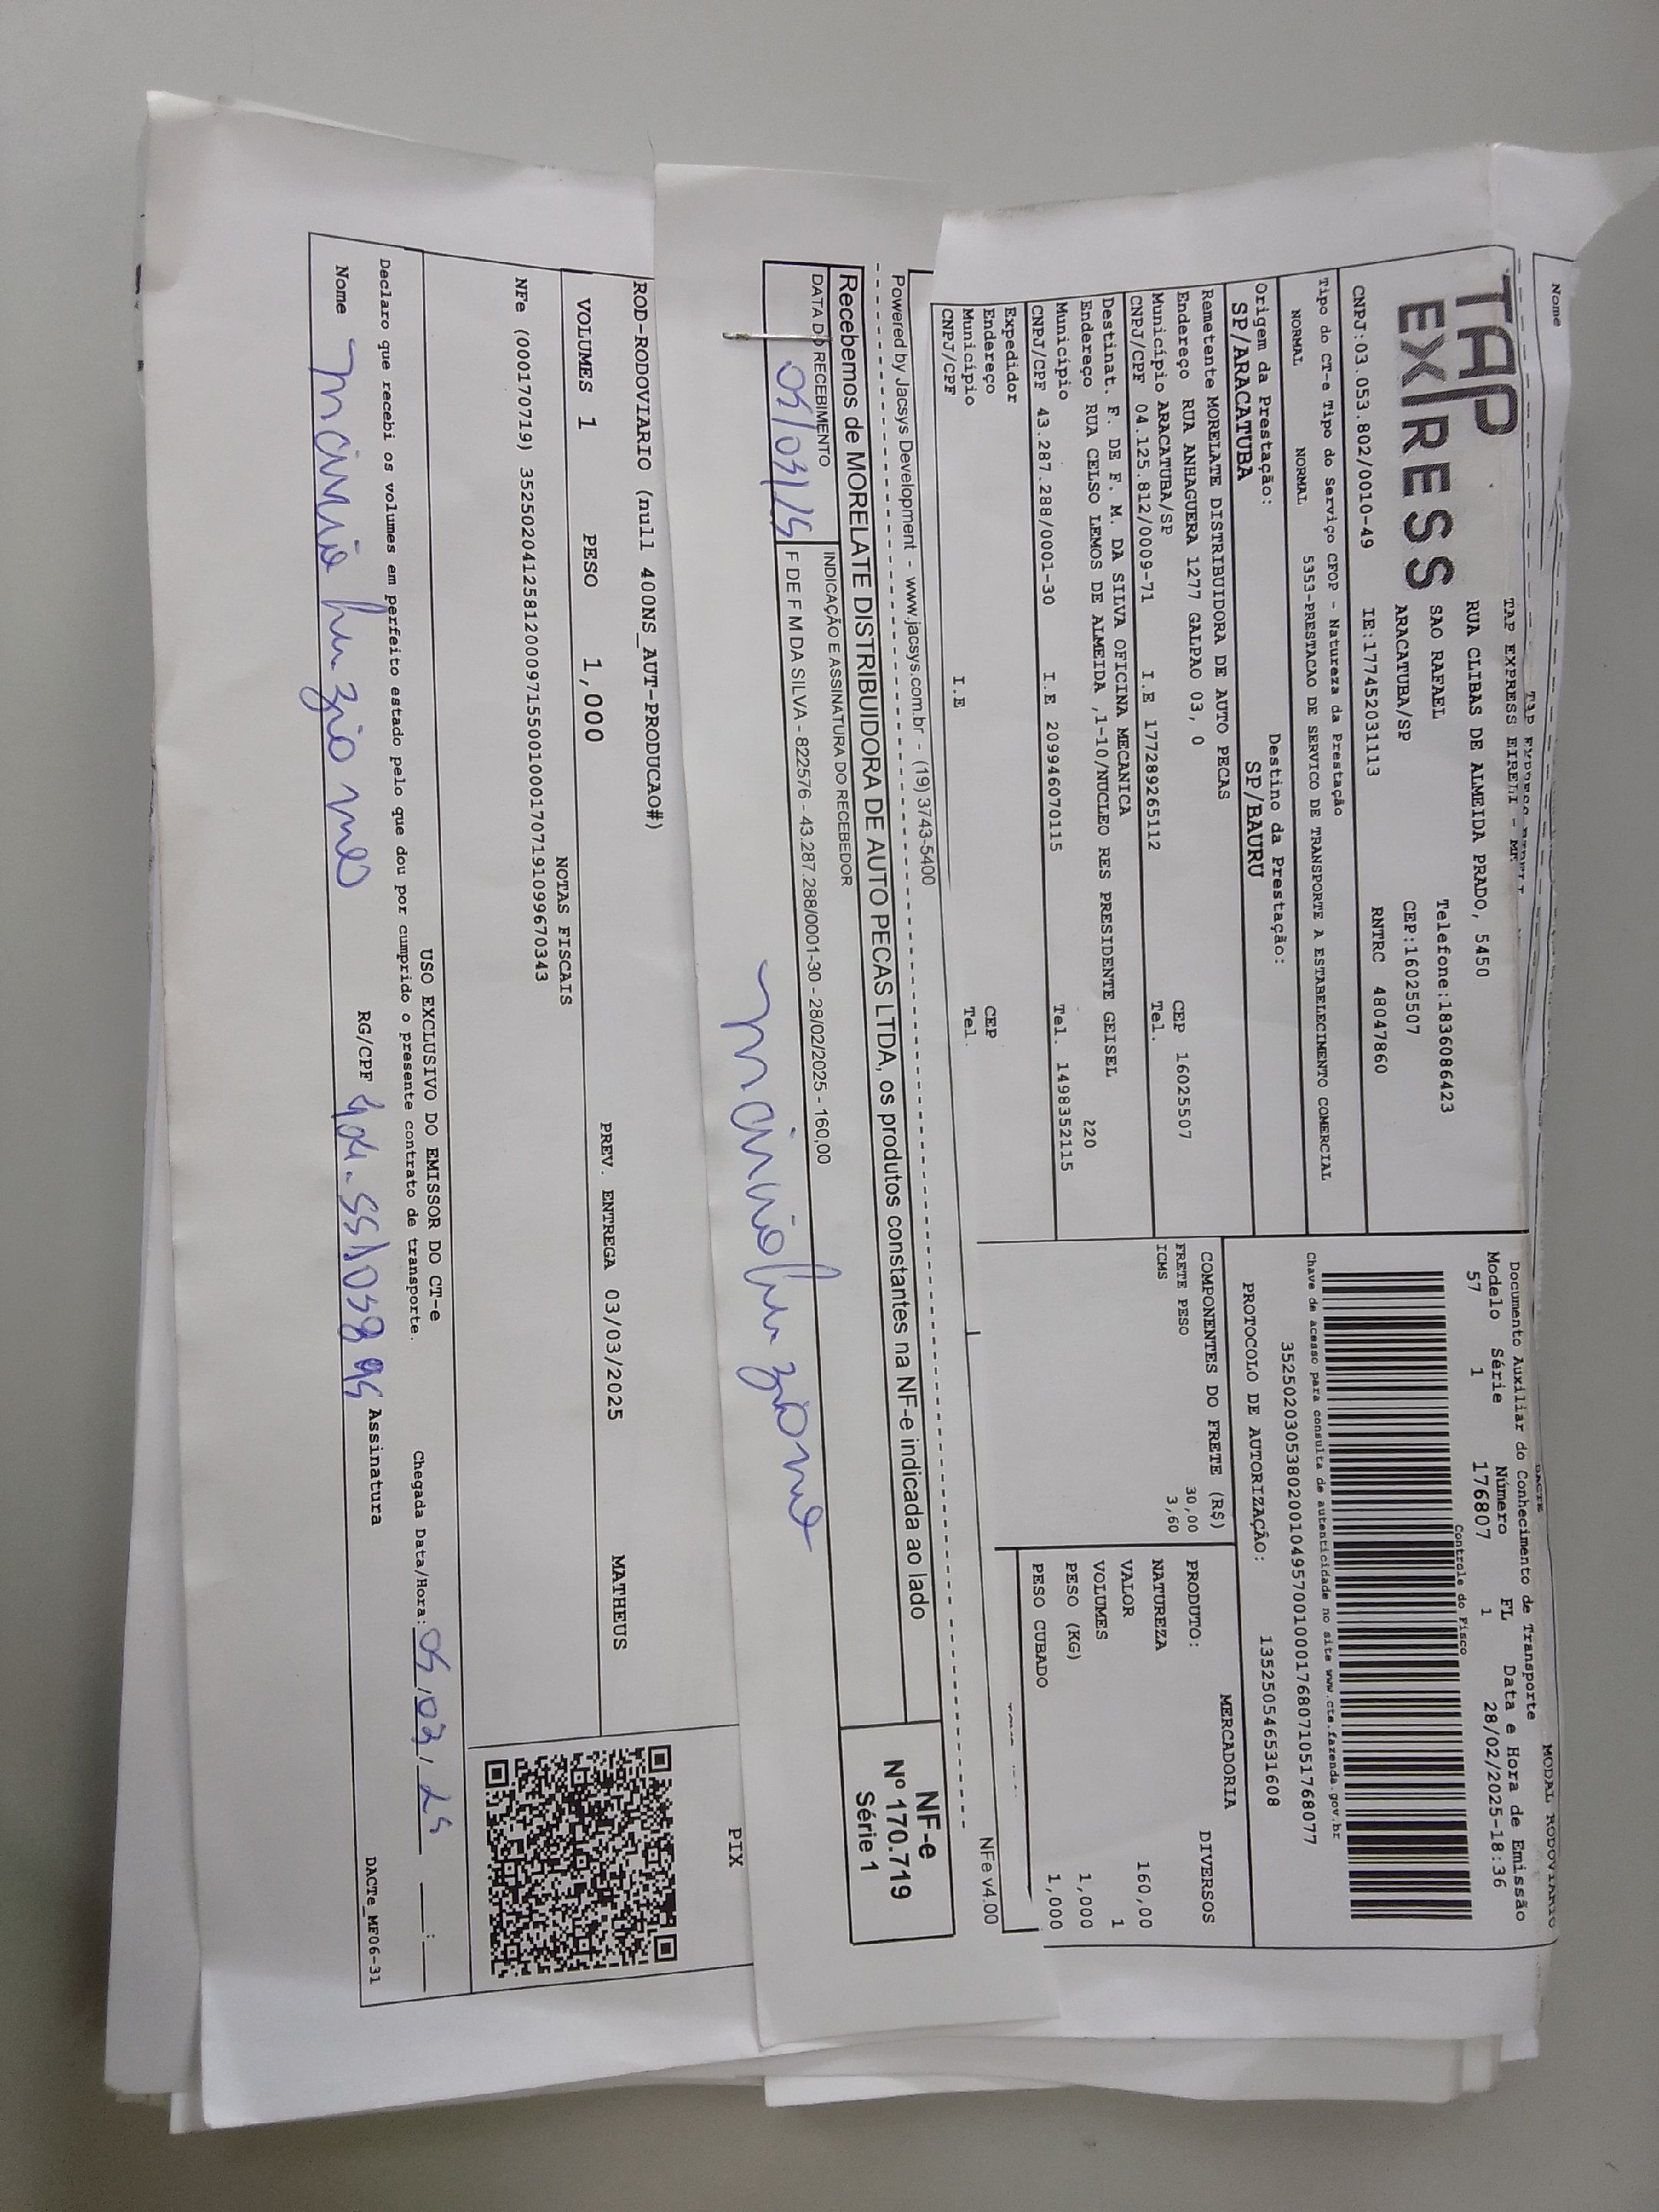 Nome
TAP EXPRESS
TAP EXPRESS EIRELI - ME
RUA CLIBAS DE ALMEIDA PRADO, 5450
SAO RAFAEL Telefone:1836086423
ARACATUBA/SP CEP:16025507
CNPJ:03.053.802/0010-49 IE:177452031113 RNTRC 48047860
Tipo do CT-e Tipo do Serviço CFOP - Natureza da Prestação
NORMAL NORMAL 5353-PRESTACAO DE SERVICO DE TRANSPORTE A ESTABELECIMENTO COMERCIAL
Origem da Prestação: Destino da Prestação:
SP/ARACATUBA SP/BAURU
Remetente MORELATE DISTRIBUIDORA DE AUTO PECAS
Endereço RUA ANHAGUERA 1277 GALPAO 03, 0
Município ARACATUBA/SP CEP 16025507
CNPJ/CPF 04.125.812/0009-71 I.E 177289265112 Tel.
Destinat. F. DE F. M. DA SILVA OFICINA MECANICA
Endereço RUA CELSO LEMOS DE ALMEIDA ,1-10/NUCLEO RES PRESIDENTE GEISEL
Município 220
CNPJ/CPF 43.287.288/0001-30 I.E 209946070115 Tel. 1498352115
Expedidor
Endereço
Município CEP
CNPJ/CPF I.E Tel.
DACTE MODAL RODOVIARIO
Documento Auxiliar do Conhecimento de Transporte
Modelo Série Número FL Data e Hora de Emissão
57 1 176807 1 28/02/2025-18:36
Controle do Fisco
Chave de acesso para consulta de autenticidade no site www.cte.fazenda.gov.br
35250203053802001049570010001768071051768077
PROTOCOLO DE AUTORIZAÇÃO: 135250546531608
COMPONENTES DO FRETE (R$)
FRETE PESO 30,00
ICMS 3,60
MERCADORIA
PRODUTO: DIVERSOS
NATUREZA
VALOR 160,00
VOLUMES 1
PESO (KG) 1,000
PESO CUBADO 1,000
Powered by Jacsys Development - www.jacsys.com.br - (19)3743-5400 NFe v4.00
Recebemos de MORELATE DISTRIBUIDORA DE AUTO PECAS LTDA, os produtos constantes na NF-e indicada ao lado
DATA DO RECEBIMENTO INDICAÇÃO E ASSINATURA DO RECEBEDOR
05/03/25 F DE F M DA SILVA - 822576 - 43.287.288/0001-30 - 28/02/2025 - 160,00
NF-e
Nº 170.719
Série 1
ROD-RODOVIARIO (null 400NS_AUT-PRODUCAO#)
PIX
VOLUMES 1 PESO 1,000 PREV. ENTREGA 03/03/2025 MATHEUS
NOTAS FISCAIS
NFe (000170719) 35250204125812000971550010001707191099670343
USO EXCLUSIVO DO EMISSOR DO CT-e
Declaro que recebi os volumes em perfeito estado pelo que dou por cumprido o presente contrato de transporte. Chegada Data/Hora: 05/03/25 :
Nome RG/CPF Assinatura
DACTe_MF06-31